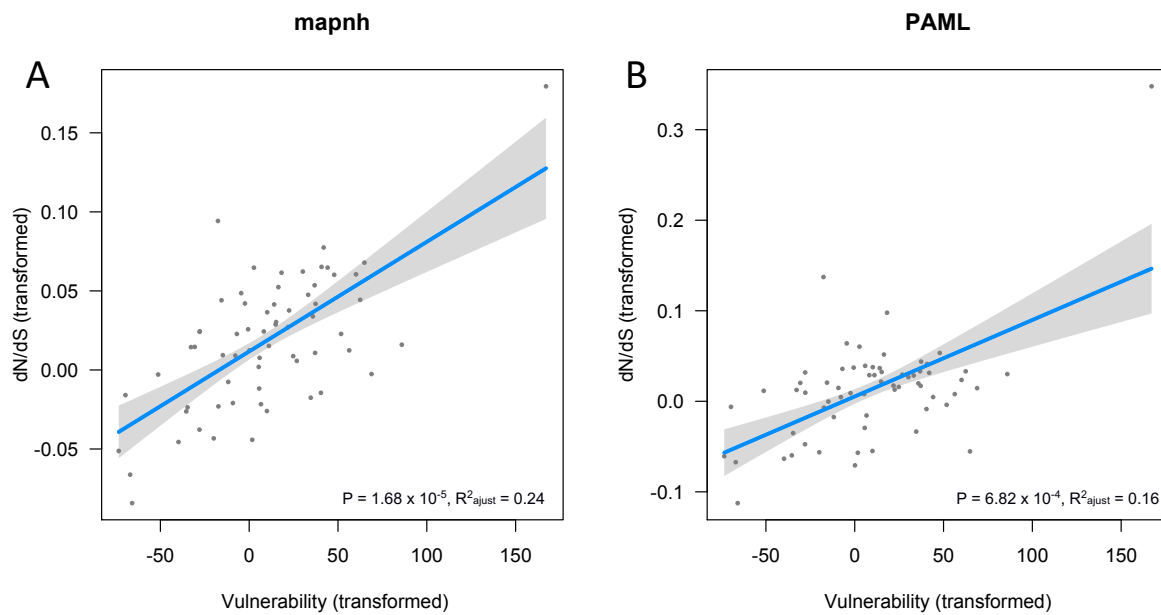 mapnh
A
0.15
0.10
0.05
0.00
-0.05
dN/dS (transformed)
P = 1.68 x 10-5, R2ajust = 0.24
-50 0 50 100 150
Vulnerability (transformed)
PAML
B
0.3
0.2
0.1
0.0
-0.1
dN/dS (transformed)
P = 6.82 x 10-4, R2ajust = 0.16
-50 0 50 100 150
Vulnerability (transformed)